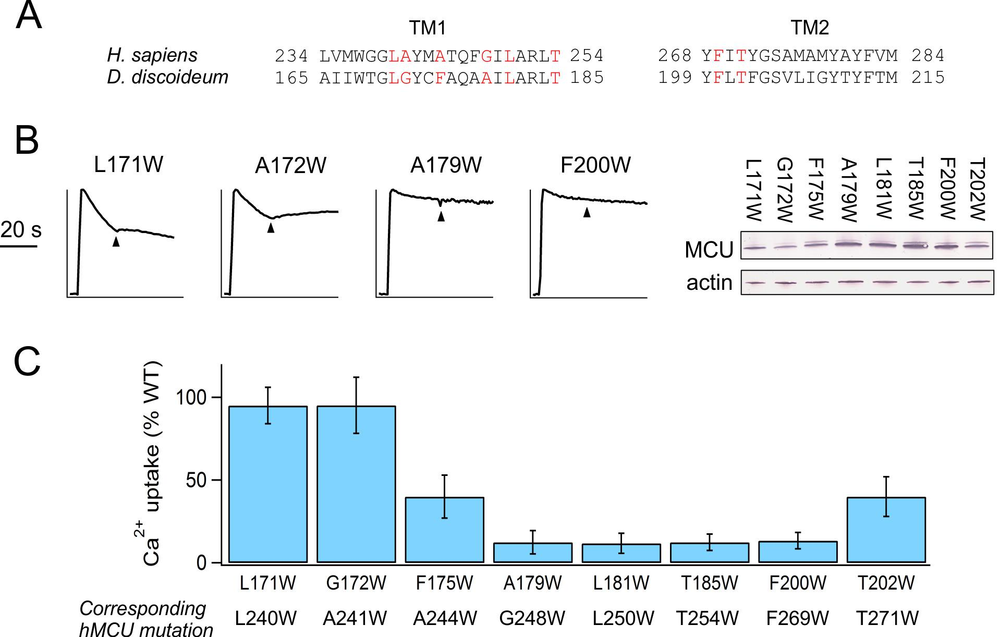 A
TM1 TM2
H. sapiens 234 LVMWGGLAYMATQFGILARLT 254 268 YFITYGSAMAMYAYFVM 284
D. discoideum 165 AIIWTGLGYCFAQAAILARLT 185 199 YFLTFGSVLIGYTYFTM 215
B
L171W A172W A179W F200W
20 s
L171W G172W F175W A179W L181W T185W F200W T202W
MCU
actin
C
Ca2+ uptake (% WT)
100
50
0
L171W G172W F175W A179W L181W T185W F200W T202W
Corresponding
hMCU mutation
L240W A241W A244W G248W L250W T254W F269W T271W